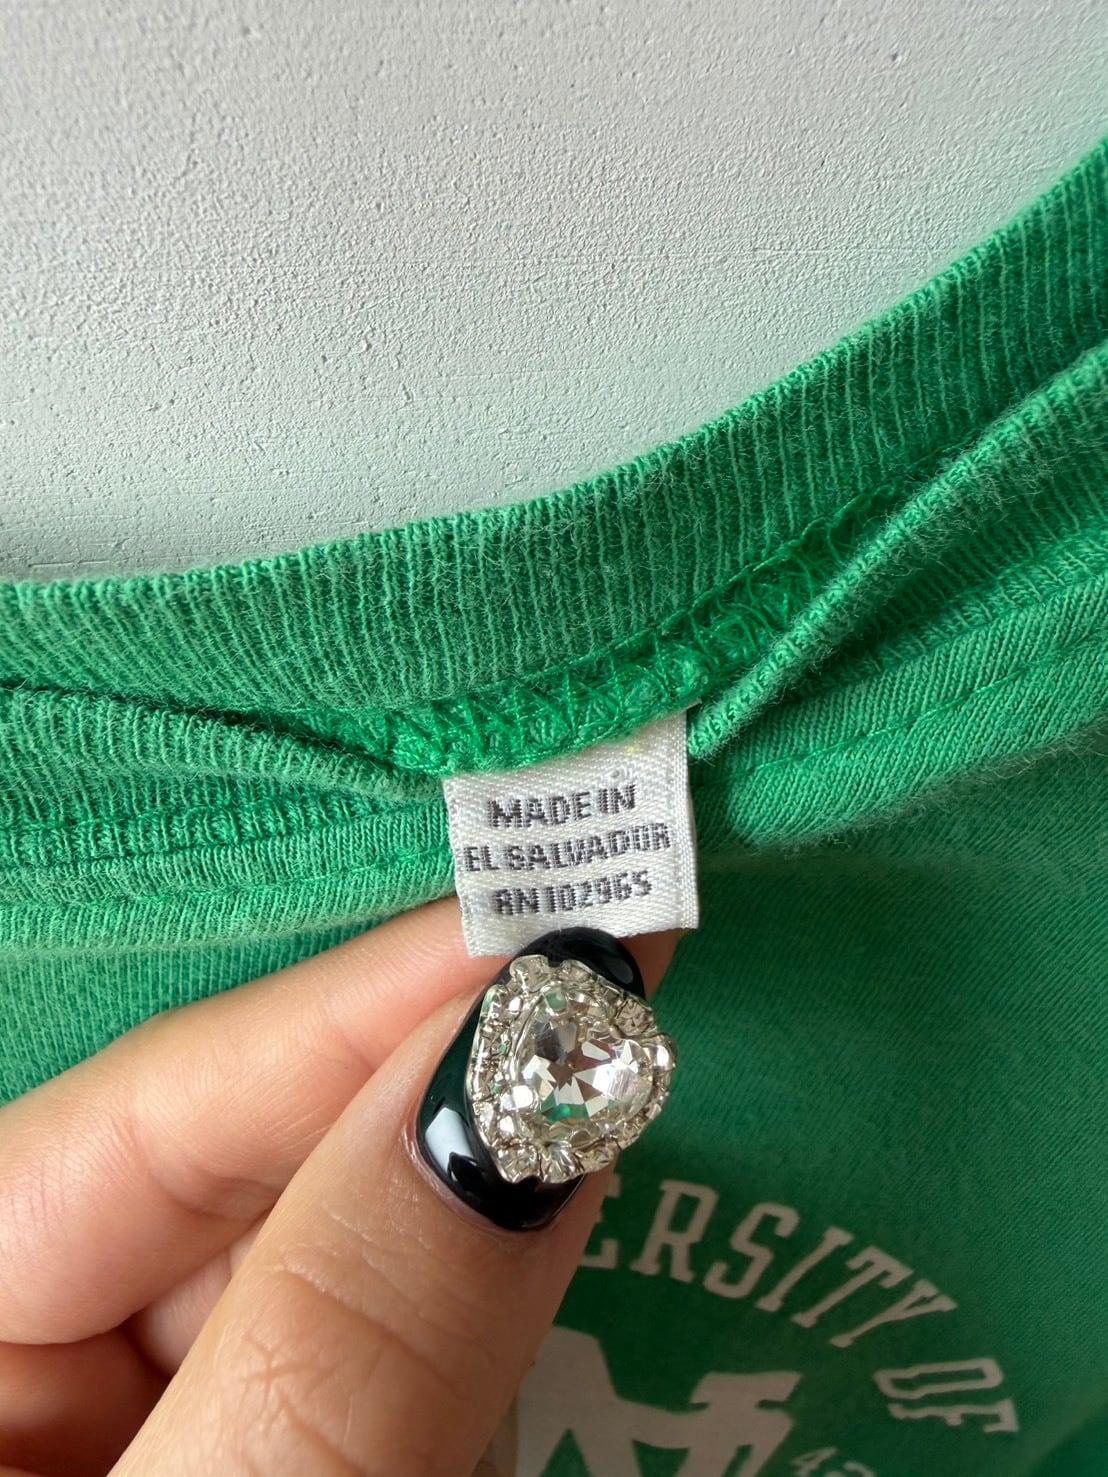 MADE IN
EL SALVADOR
RN 102965
ERSITY OF
M